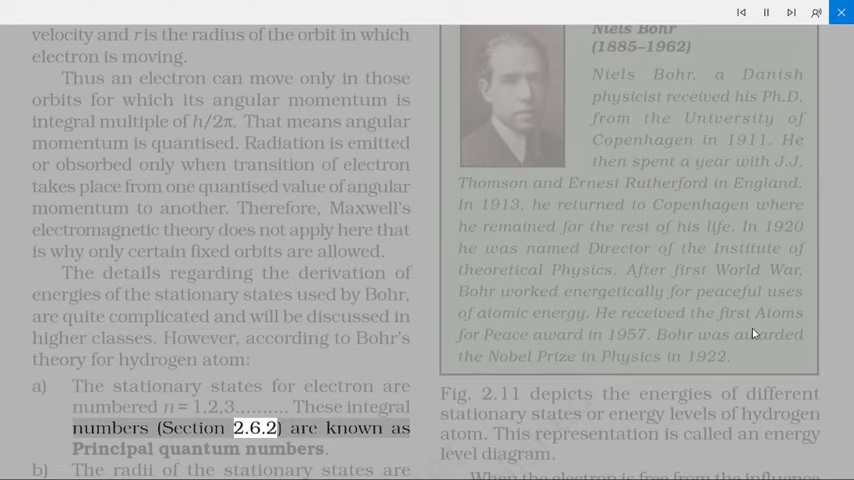 velocity and r is the radius of the orbit in which
electron is moving.
Thus an electron can move only in those
orbits for which its angular momentum is
integral multiple of h/2π. That means angular
momentum is quantised. Radiation is emitted
or obsorbed only when transition of electron
takes place from one quantised value of angular
momentum to another. Therefore, Maxwell's
electromagnetic theory does not apply here that
is why only certain fixed orbits are allowed.
The details regarding the derivation of
energies of the stationary states used by Bohr,
are quite complicated and will be discussed in
higher classes. However, according to Bohr's
theory for hydrogen atom:
a) The stationary states for electron are
numbered n = 1,2,3.......... These integral
numbers (Section 2.6.2) are known as
Principal quantum numbers.
b) The radii of the stationary states are
Niels Bohr
(1885–1962)
Niels Bohr, a Danish
physicist received his Ph.D.
from the University of
Copenhagen in 1911. He
then spent a year with J.J.
Thomson and Ernest Rutherford in England.
In 1913, he returned to Copenhagen where
he remained for the rest of his life. In 1920
he was named Director of the Institute of
theoretical Physics. After first World War,
Bohr worked energetically for peaceful uses
of atomic energy. He received the first Atoms
for Peace award in 1957. Bohr was awarded
the Nobel Prize in Physics in 1922.
Fig. 2.11 depicts the energies of different
stationary states or energy levels of hydrogen
atom. This representation is called an energy
level diagram.
When the electron is free from the influence